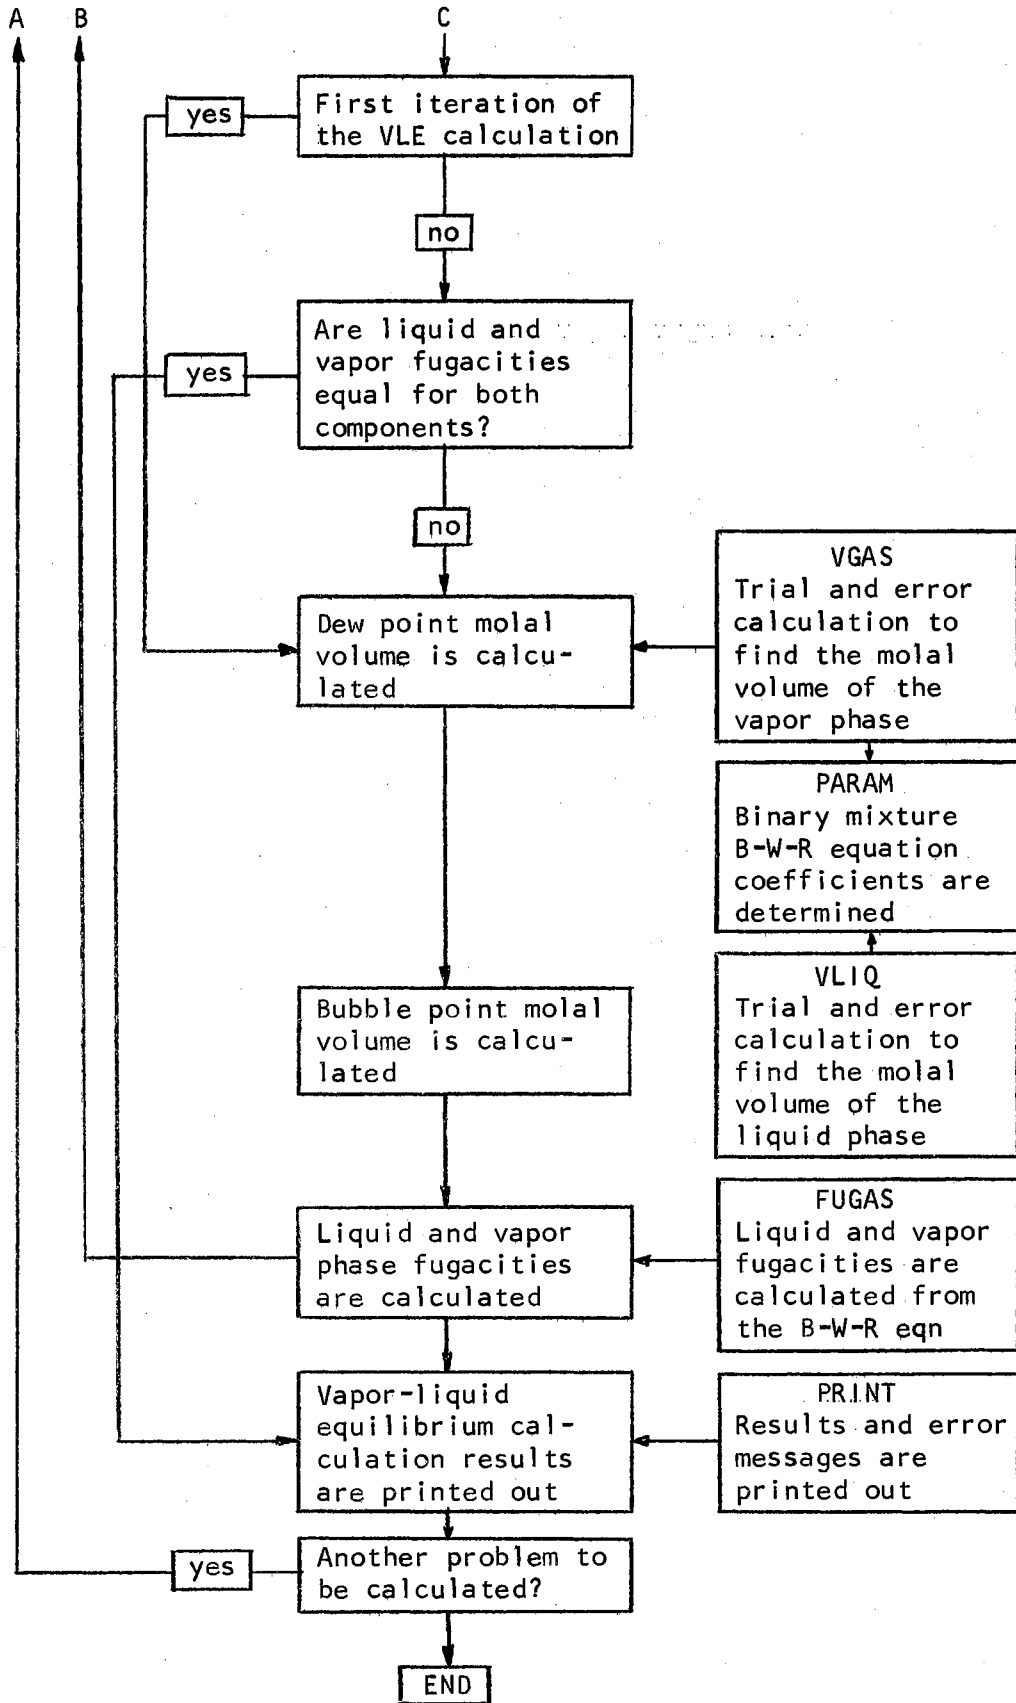 A B C
First iteration of
the VLE calculation
yes
no
Are liquid and
vapor fugacities
equal for both
components?
yes
no
Dew point molal
volume is calcu-
lated
VGAS
Trial and error
calculation to
find the molal
volume of the
vapor phase
PARAM
Binary mixture
B-W-R equation
coefficients are
determined
Bubble point molal
volume is calcu-
lated
VLIQ
Trial and error
calculation to
find the molal
volume of the
liquid phase
Liquid and vapor
phase fugacities
are calculated
FUGAS
Liquid and vapor
fugacities are
calculated from
the B-W-R eqn
Vapor-liquid
equilibrium cal-
culation results
are printed out
PRINT
Results and error
messages are
printed out
Another problem to
be calculated?
yes
END